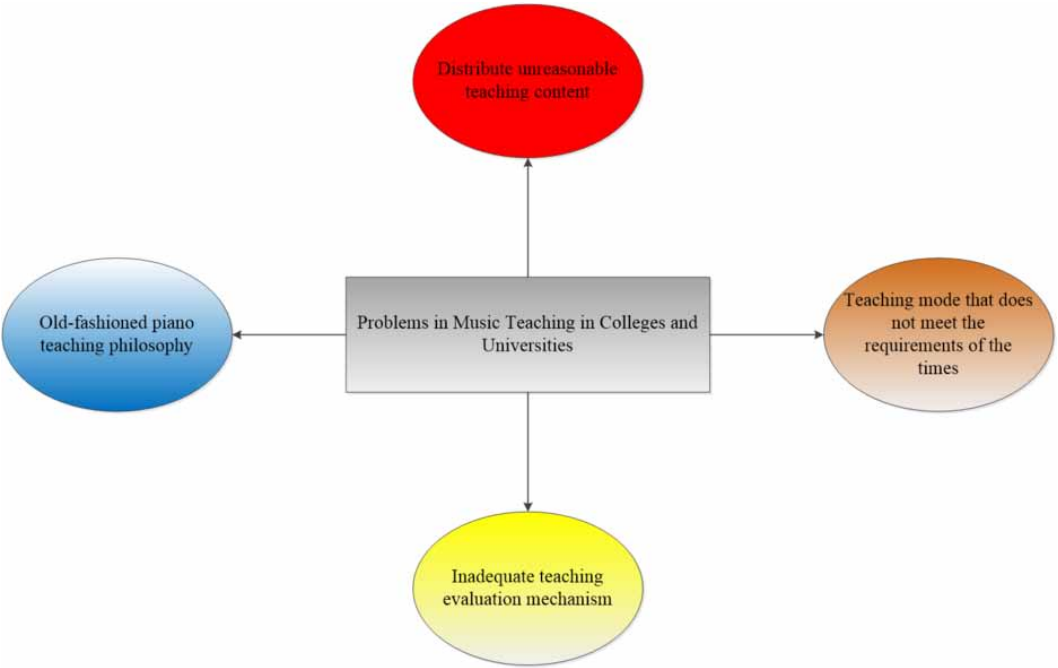 Distribute unreasonable
teaching content
Old-fashioned piano
teaching philosophy
Problems in Music Teaching in Colleges and
Universities
Teaching mode that does
not meet the
requirements of the
times
Inadequate teaching
evaluation mechanism